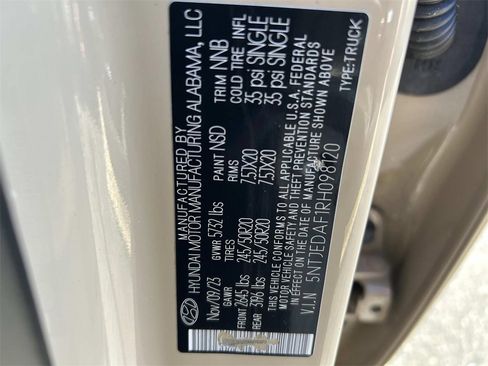 MANUFACTURED BY
HYUNDAI MOTOR MANUFACTURING ALABAMA, LLC
Nov/09/23 GVWR 5732 lbs PAINT NSD TRIM NNB
GAWR TIRES RIMS COLD TIRE INFL
FRONT 2645 lbs 245/50R20 7.5JX20 35 psi SINGLE
REAR 3196 lbs 245/50R20 7.5JX20 35 psi SINGLE
THIS VEHICLE CONFORMS TO ALL APPLICABLE U.S.A. FEDERAL
MOTOR VEHICLE SAFETY AND THEFT PREVENTION STANDARDS
IN EFFECT ON THE DATE OF MANUFACTURE SHOWN ABOVE
V.I.N 5NTJEDAF1RH098120 TYPE:TRUCK